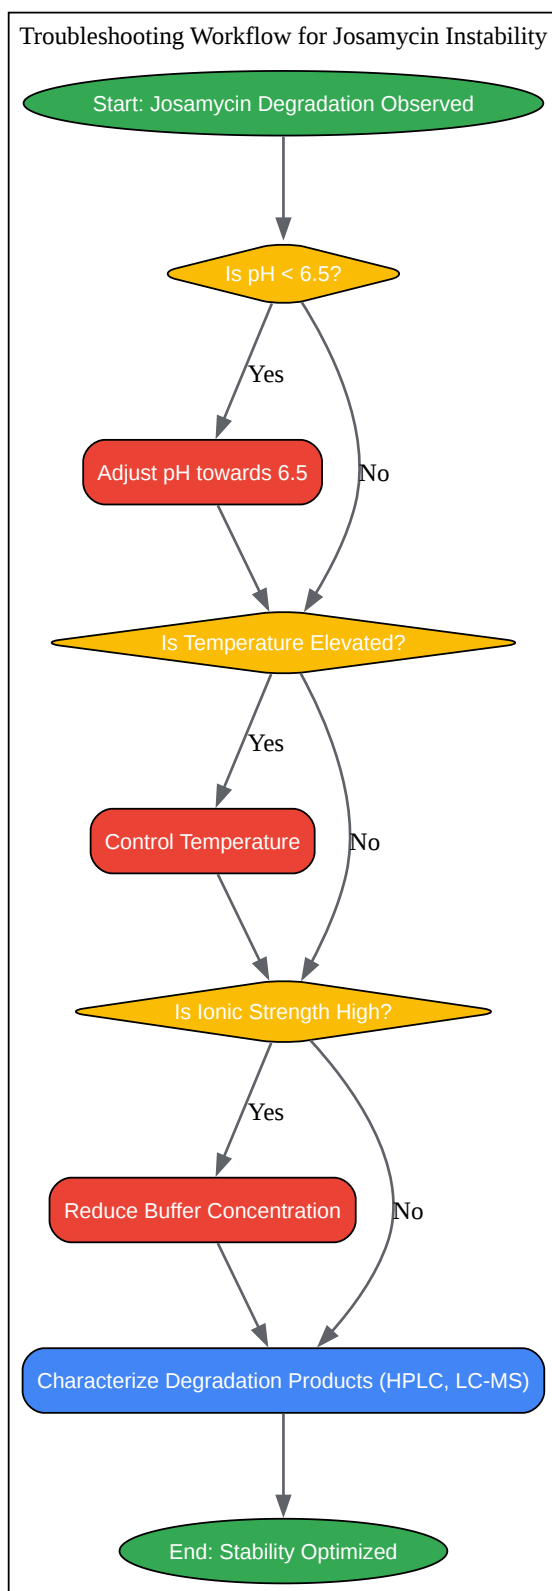 Troubleshooting Workflow for Josamycin Instability
Start: Josamycin Degradation Observed
Is pH < 6.5?
Yes
Adjust pH towards 6.5
No
Is Temperature Elevated?
Yes
Control Temperature
No
Is Ionic Strength High?
Yes
Reduce Buffer Concentration
No
Characterize Degradation Products (HPLC, LC-MS)
End: Stability Optimized